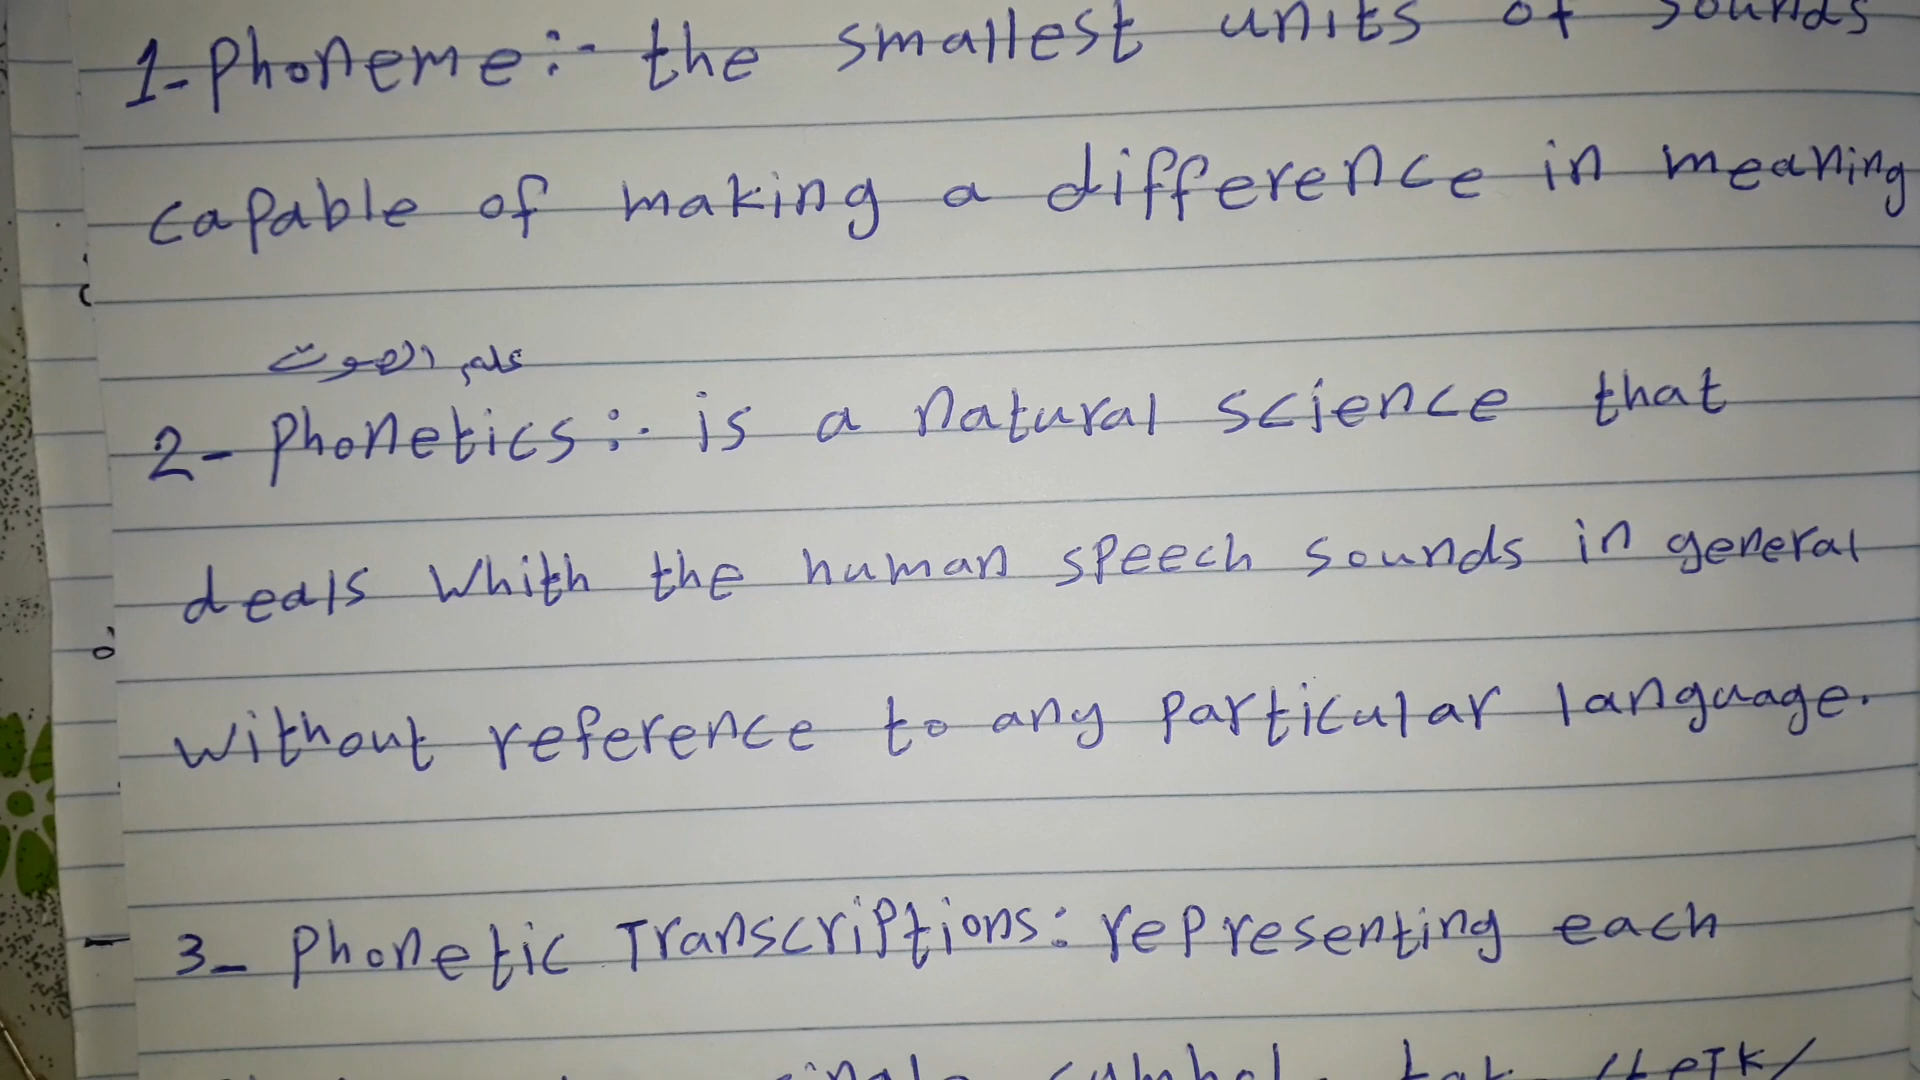 1- Phoneme:- the smallest units of sounds
capable of making a difference in meaning
علم الصوت
2- Phonetics:- is a natural science that
deals whith the human speech sounds in general
without reference to any particular language.
3- Phonetic Transcriptions: representing each
symbol